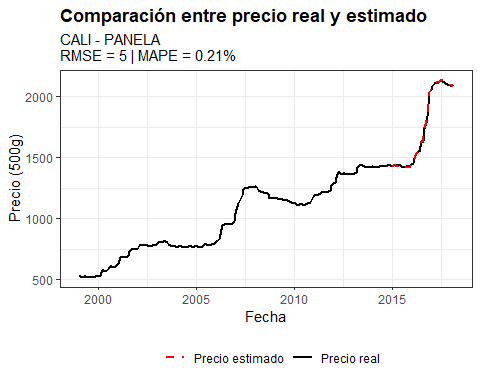 Comparación entre precio real y estimado
CALI - PANELA
RMSE = 5 | MAPE = 0.21%
Precio (500g)
2000
1500
1000
500
2000
2005
2010
2015
Fecha
Precio estimado
Precio real